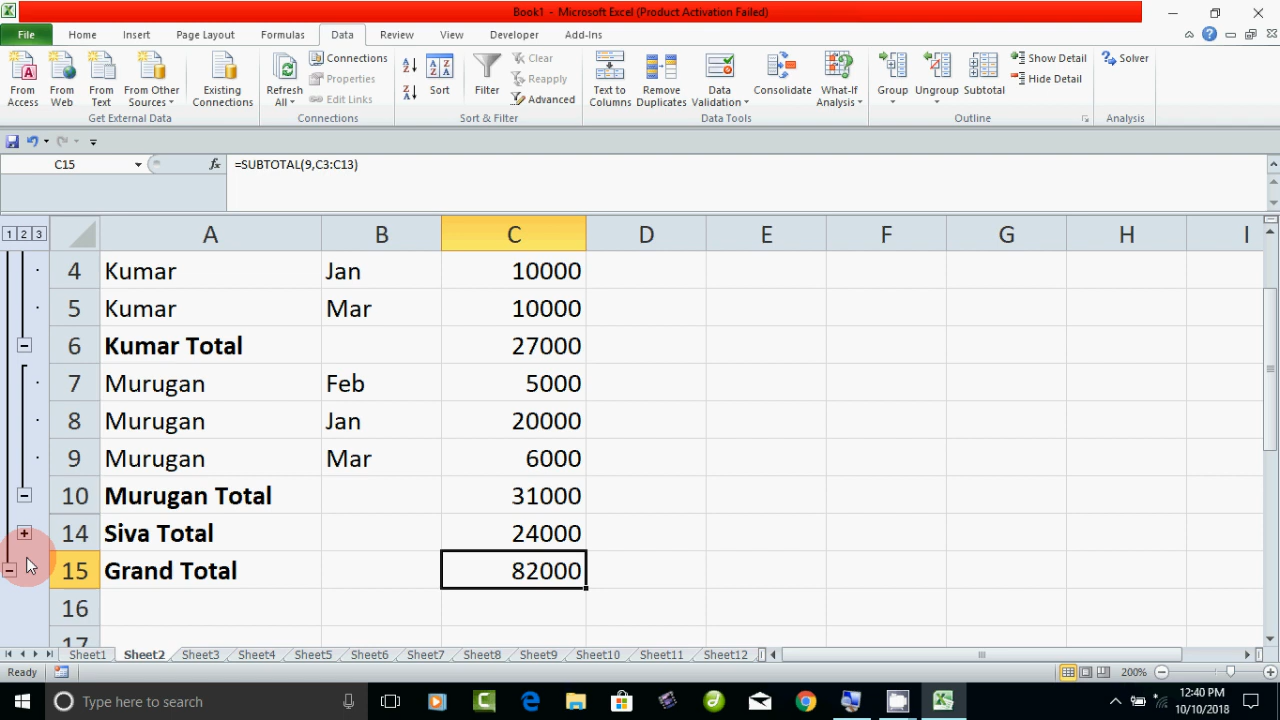 Book1 - Microsoft Excel (Product Activation Failed)
File Home Insert Page Layout Formulas Data Review View Developer Add-Ins
From Access From Web From Text From Other Sources Existing Connections Refresh All Connections Properties Edit Links Sort Filter Clear Reapply Advanced Text to Columns Remove Duplicates Data Validation Consolidate What-If Analysis Group Ungroup Subtotal Show Detail Hide Detail Solver
Get External Data Connections Sort & Filter Data Tools Outline Analysis
C15 fx =SUBTOTAL(9,C3:C13)
1 2 3 A B C D E F G H I
4 Kumar Jan 10000
5 Kumar Mar 10000
6 Kumar Total 27000
7 Murugan Feb 5000
8 Murugan Jan 20000
9 Murugan Mar 6000
10 Murugan Total 31000
14 Siva Total 24000
15 Grand Total 82000
16
17
Sheet1 Sheet2 Sheet3 Sheet4 Sheet5 Sheet6 Sheet7 Sheet8 Sheet9 Sheet10 Sheet11 Sheet12
Ready 200%
Type here to search 12:40 PM
10/10/2018